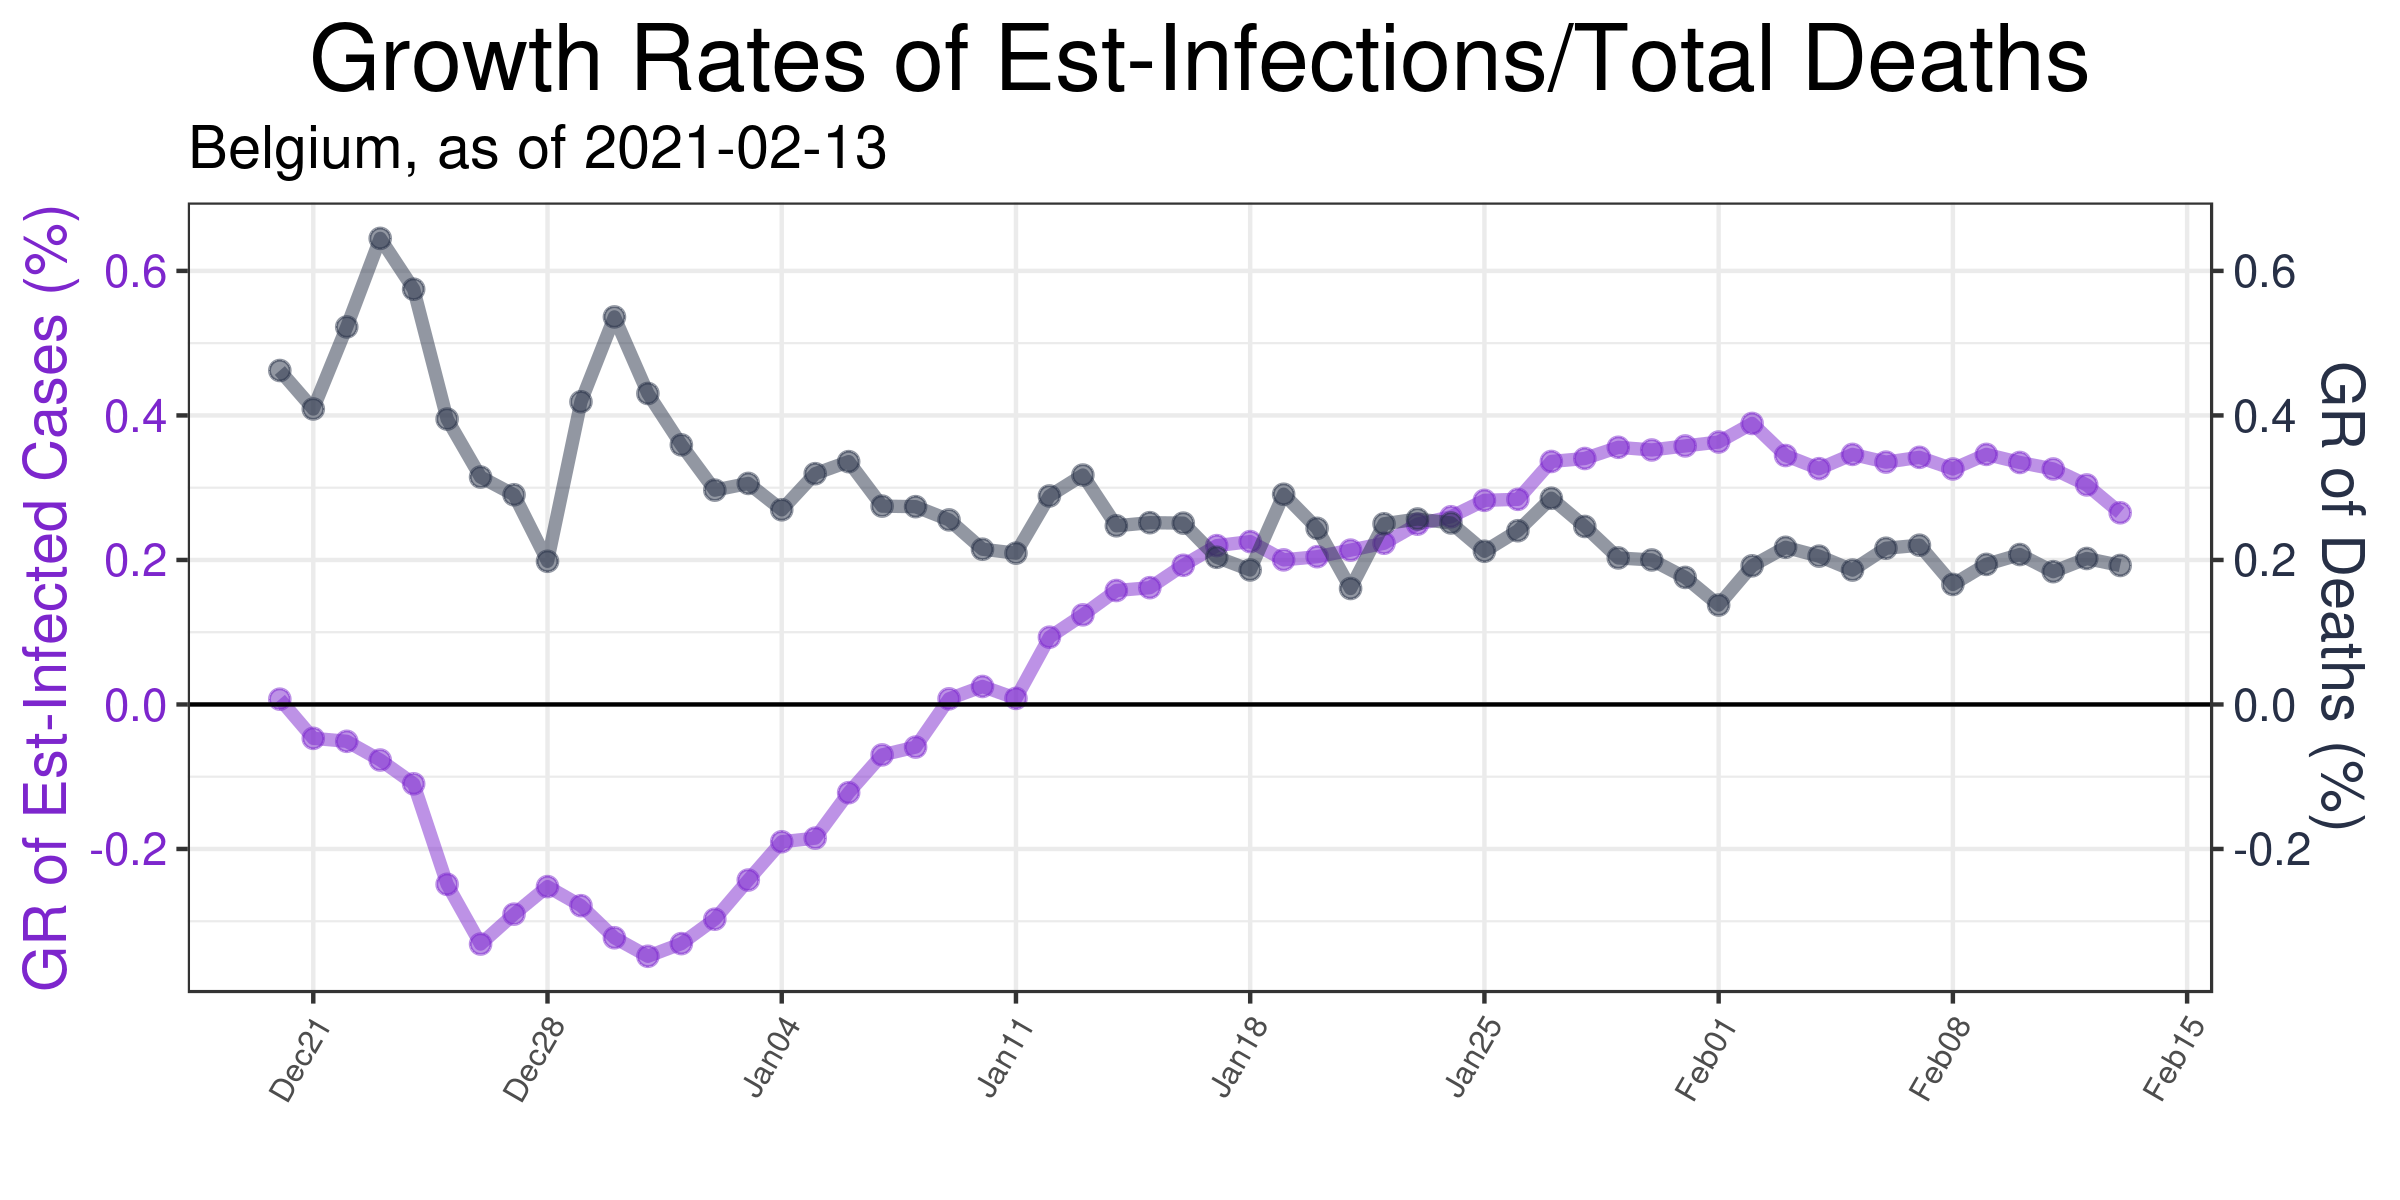 Growth Rates of Est-Infections/Total Deaths
Belgium, as of 2021-02-13
GR of Est-Infected Cases (%)
0.6
0.4
0.2
0.0
-0.2
0.6
0.4
0.2
0.0
-0.2
GR of Deaths (%)
Dec21
Dec28
Jan04
Jan11
Jan18
Jan25
Feb01
Feb08
Feb15